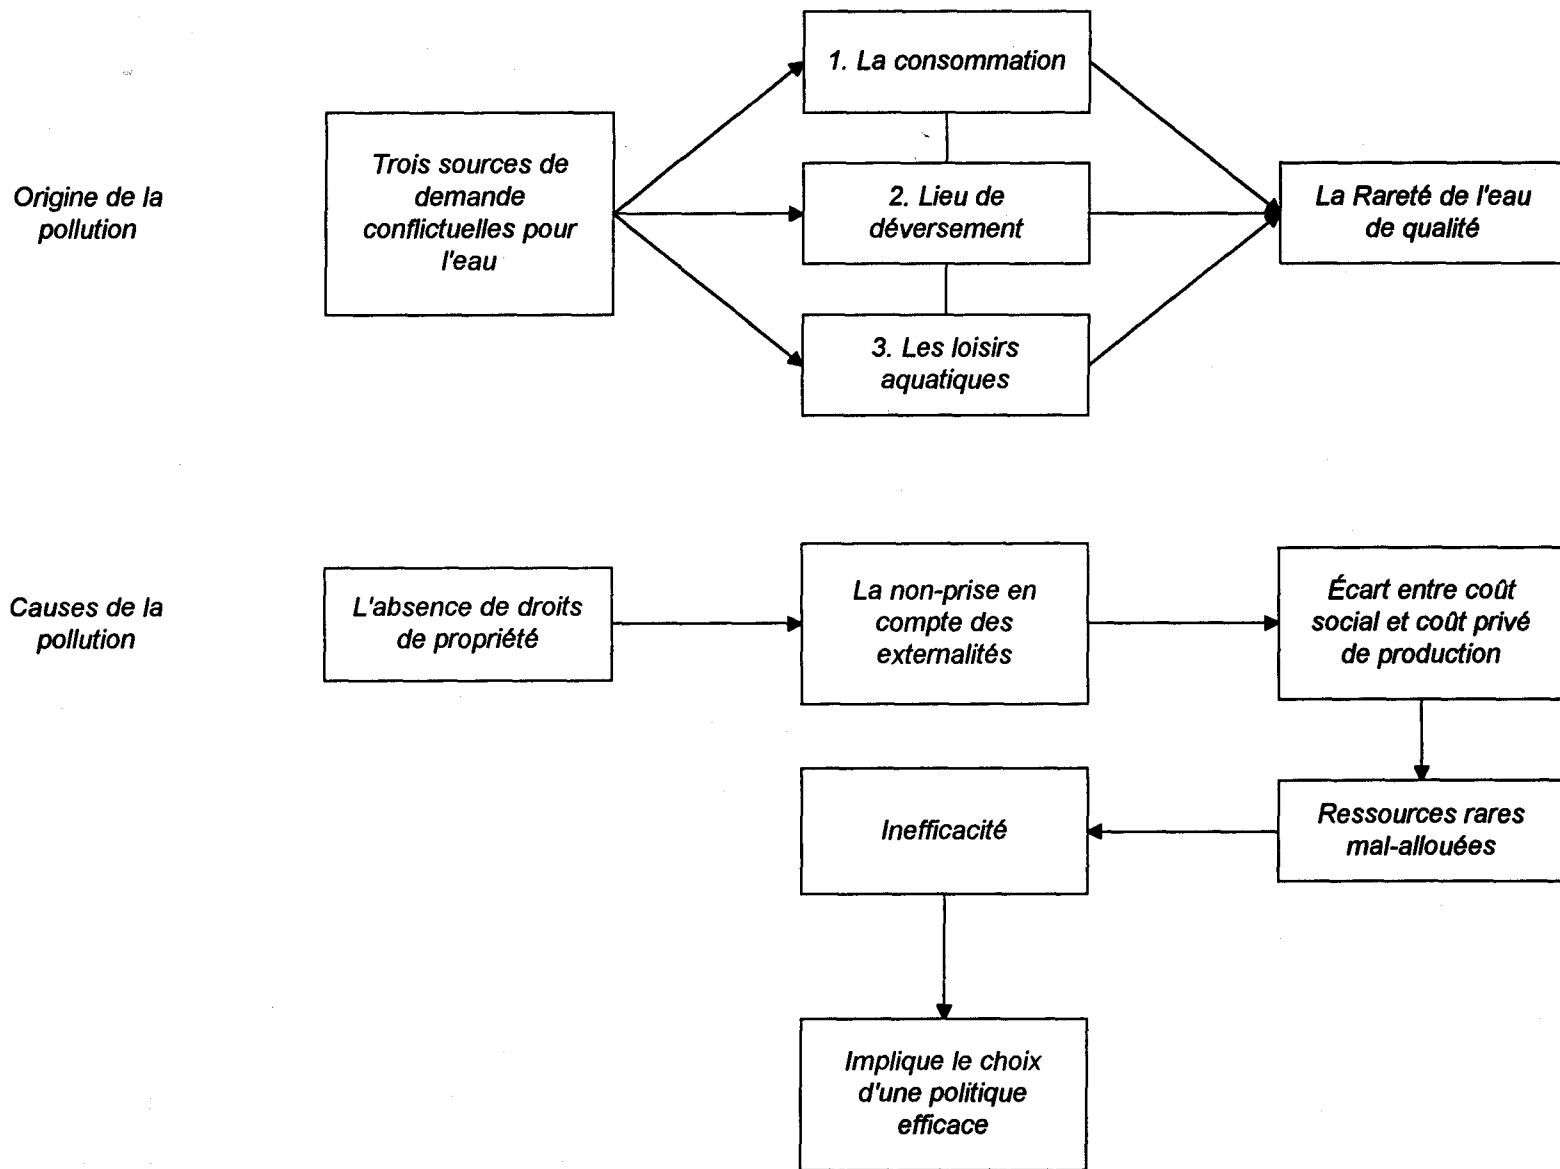 Origine de la
pollution
Trois sources de
demande
conflictuelles pour
l'eau
1. La consommation
2. Lieu de
déversement
3. Les loisirs
aquatiques
La Rareté de l'eau
de qualité
Causes de la
pollution
L'absence de droits
de propriété
La non-prise en
compte des
externalités
Écart entre coût
social et coût privé
de production
Ressources rares
mal-allouées
Inefficacité
Implique le choix
d'une politique
efficace